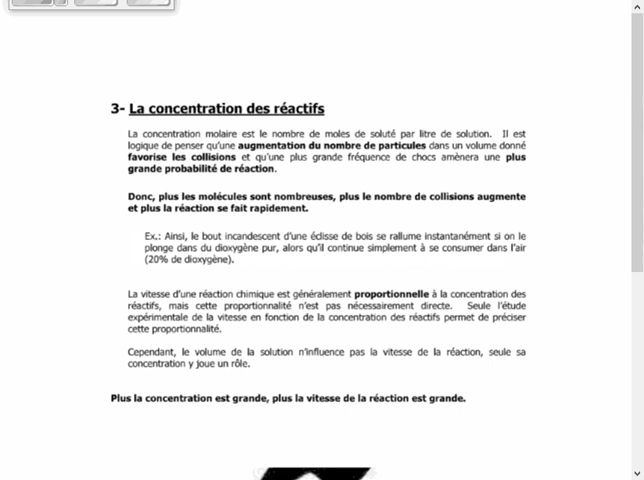 3- La concentration des réactifs
La concentration molaire est le nombre de moles de soluté par litre de solution. Il est
logique de penser qu'une augmentation du nombre de particules dans un volume donné
favorise les collisions et qu'une plus grande fréquence de chocs amènera une plus
grande probabilité de réaction.
Donc, plus les molécules sont nombreuses, plus le nombre de collisions augmente
et plus la réaction se fait rapidement.
Ex.: Ainsi, le bout incandescent d'une éclisse de bois se rallume instantanément si on le
plonge dans du dioxygène pur, alors qu'il continue simplement à se consumer dans l'air
(20% de dioxygène).
La vitesse d'une réaction chimique est généralement proportionnelle à la concentration des
réactifs, mais cette proportionnalité n'est pas nécessairement directe. Seule l'étude
expérimentale de la vitesse en fonction de la concentration des réactifs permet de préciser
cette proportionnalité.
Cependant, le volume de la solution n'influence pas la vitesse de la réaction, seule sa
concentration y joue un rôle.
Plus la concentration est grande, plus la vitesse de la réaction est grande.